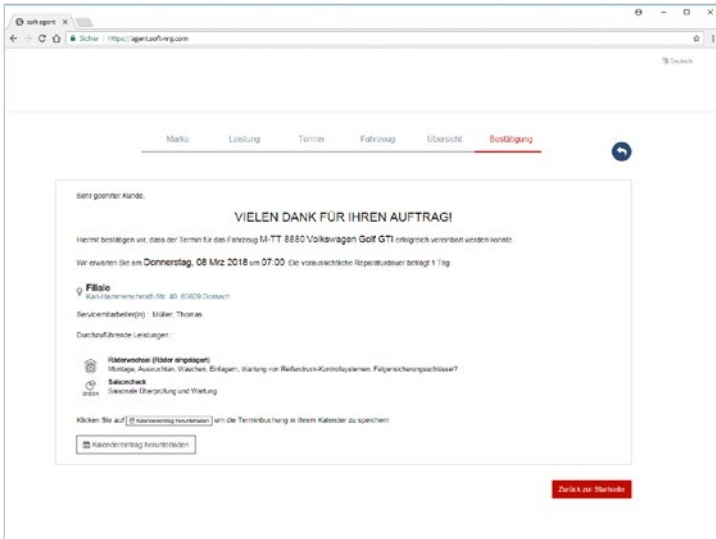 soft-agent
Sicher | https://agent.soft-nrg.com
Deutsch
Marke Leistung Termin Fahrzeug Übersicht Bestätigung
Sehr geehrter Kunde,
VIELEN DANK FÜR IHREN AUFTRAG!
Hiermit bestätigen wir, dass der Termin für das Fahrzeug M-TT 8880 Volkswagen Golf GTI erfolgreich vereinbart werden konnte.
Wir erwarten Sie am Donnerstag, 08 Mrz 2018 um 07:00. Die voraussichtliche Reparaturdauer beträgt 1 Tag.
Filiale
Karl-Hammerschmidt-Str. 40, 85609 Dornach
Servicemitarbeiter(in) : Müller, Thomas
Durchzuführende Leistungen :
Räderwechsel (Räder eingelagert)
Montage, Auswuchten, Waschen, Einlagern, Wartung von Reifendruck-Kontrollsystemen. Felgensicherungsschlüssel?
Saisoncheck
CHECK
Saisonale Überprüfung und Wartung
Klicken Sie auf Kalendereintrag herunterladen um die Terminbuchung in Ihrem Kalender zu speichern
Kalendereintrag herunterladen
Zurück zur Startseite